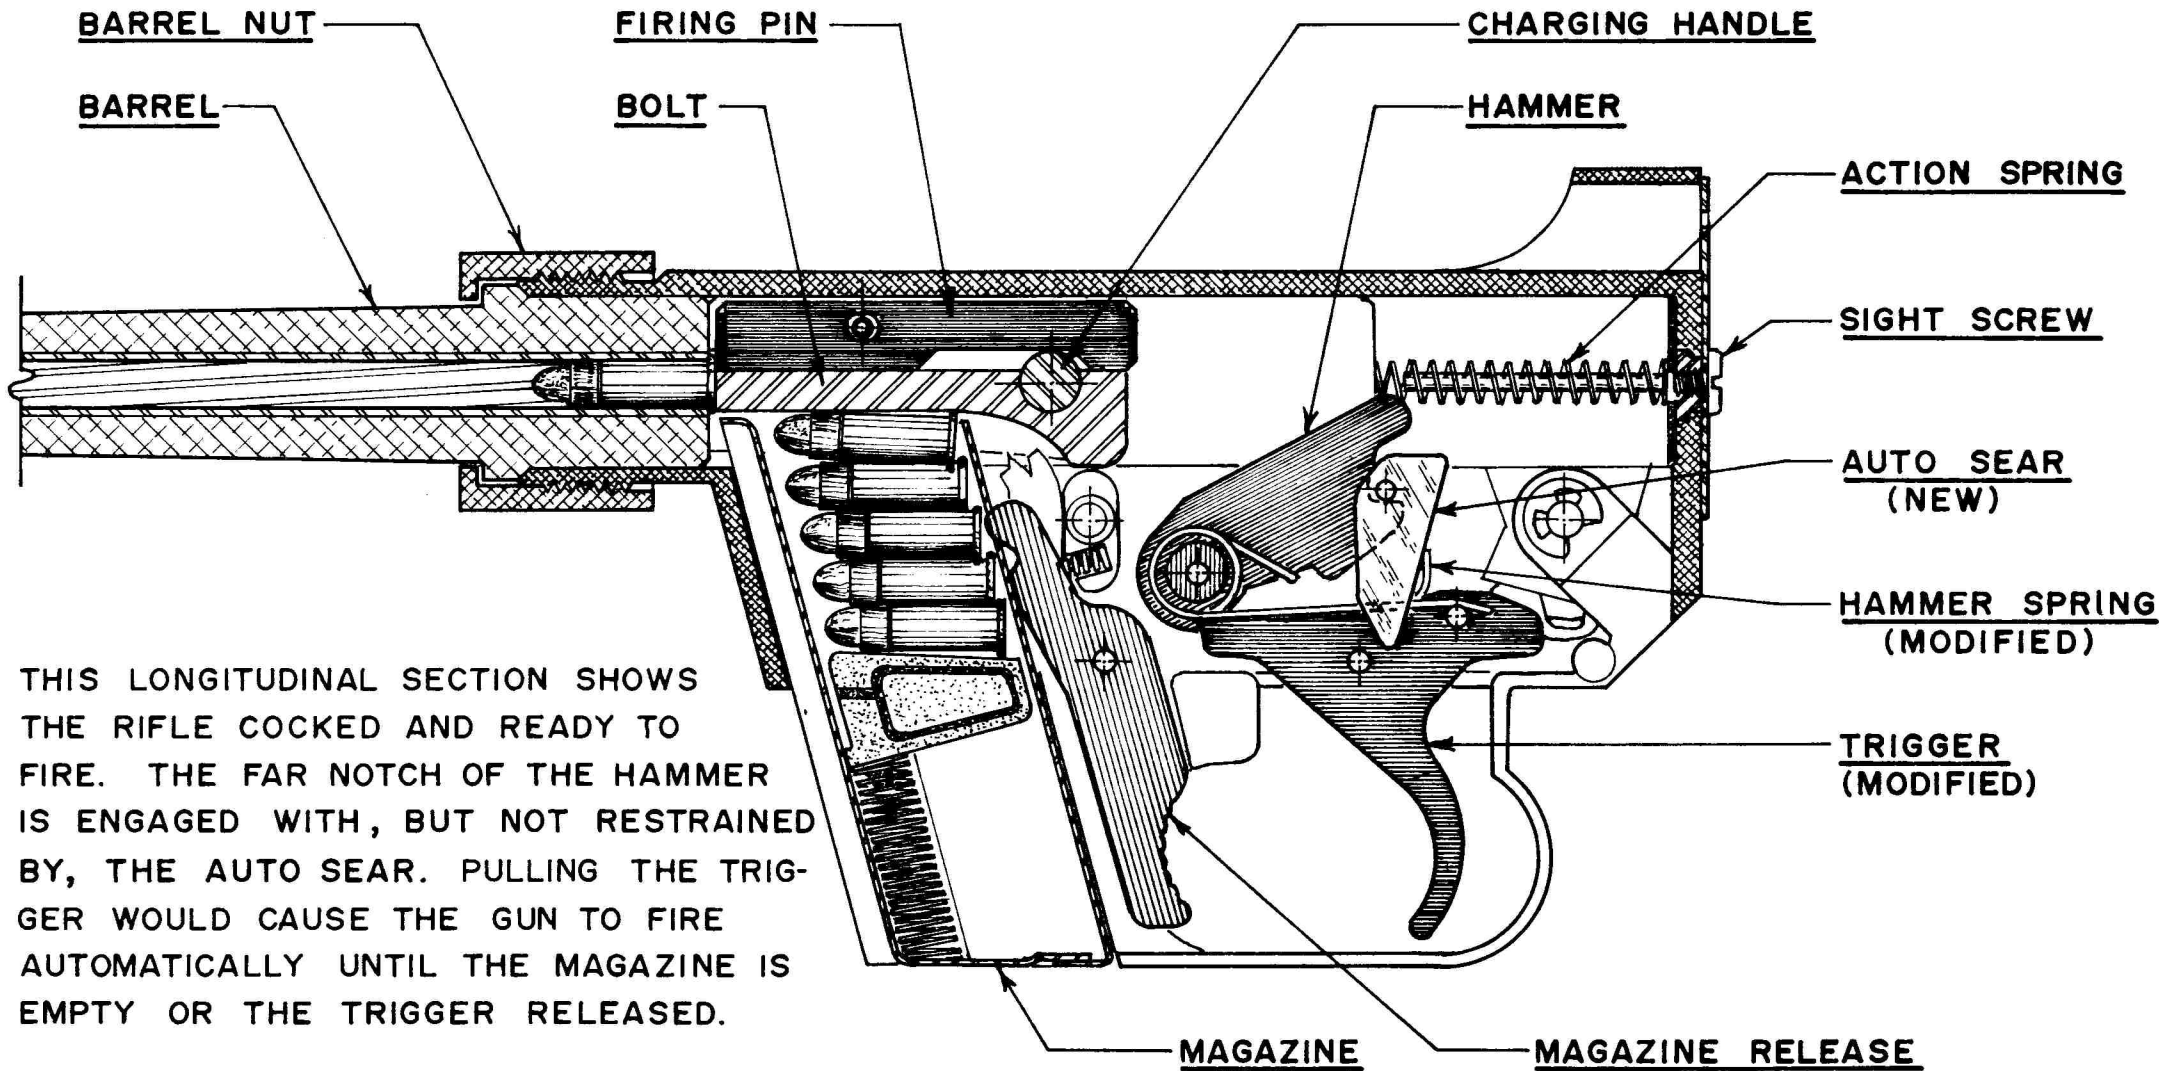 BARREL NUT
FIRING PIN
CHARGING HANDLE
BARREL
BOLT
HAMMER
ACTION SPRING
SIGHT SCREW
AUTO SEAR
(NEW)
HAMMER SPRING
(MODIFIED)
TRIGGER
(MODIFIED)
THIS LONGITUDINAL SECTION SHOWS
THE RIFLE COCKED AND READY TO
FIRE. THE FAR NOTCH OF THE HAMMER
IS ENGAGED WITH, BUT NOT RESTRAINED
BY, THE AUTO SEAR. PULLING THE TRIG-
GER WOULD CAUSE THE GUN TO FIRE
AUTOMATICALLY UNTIL THE MAGAZINE IS
EMPTY OR THE TRIGGER RELEASED.
MAGAZINE
MAGAZINE RELEASE